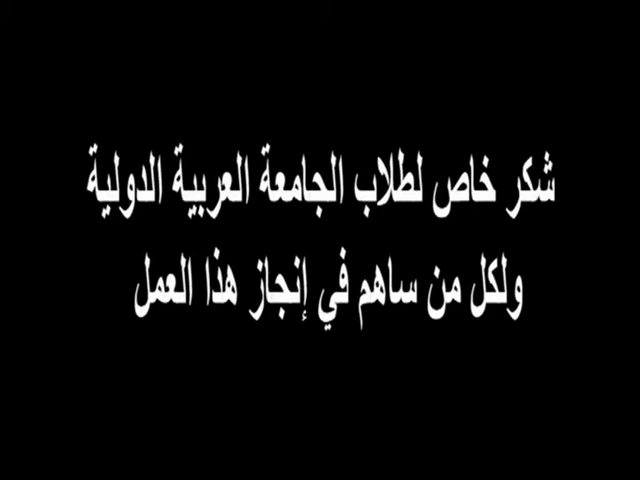 شكر خاص لطلاب الجامعة العربية الدولية
ولكل من ساهم في إنجاز هذا العمل